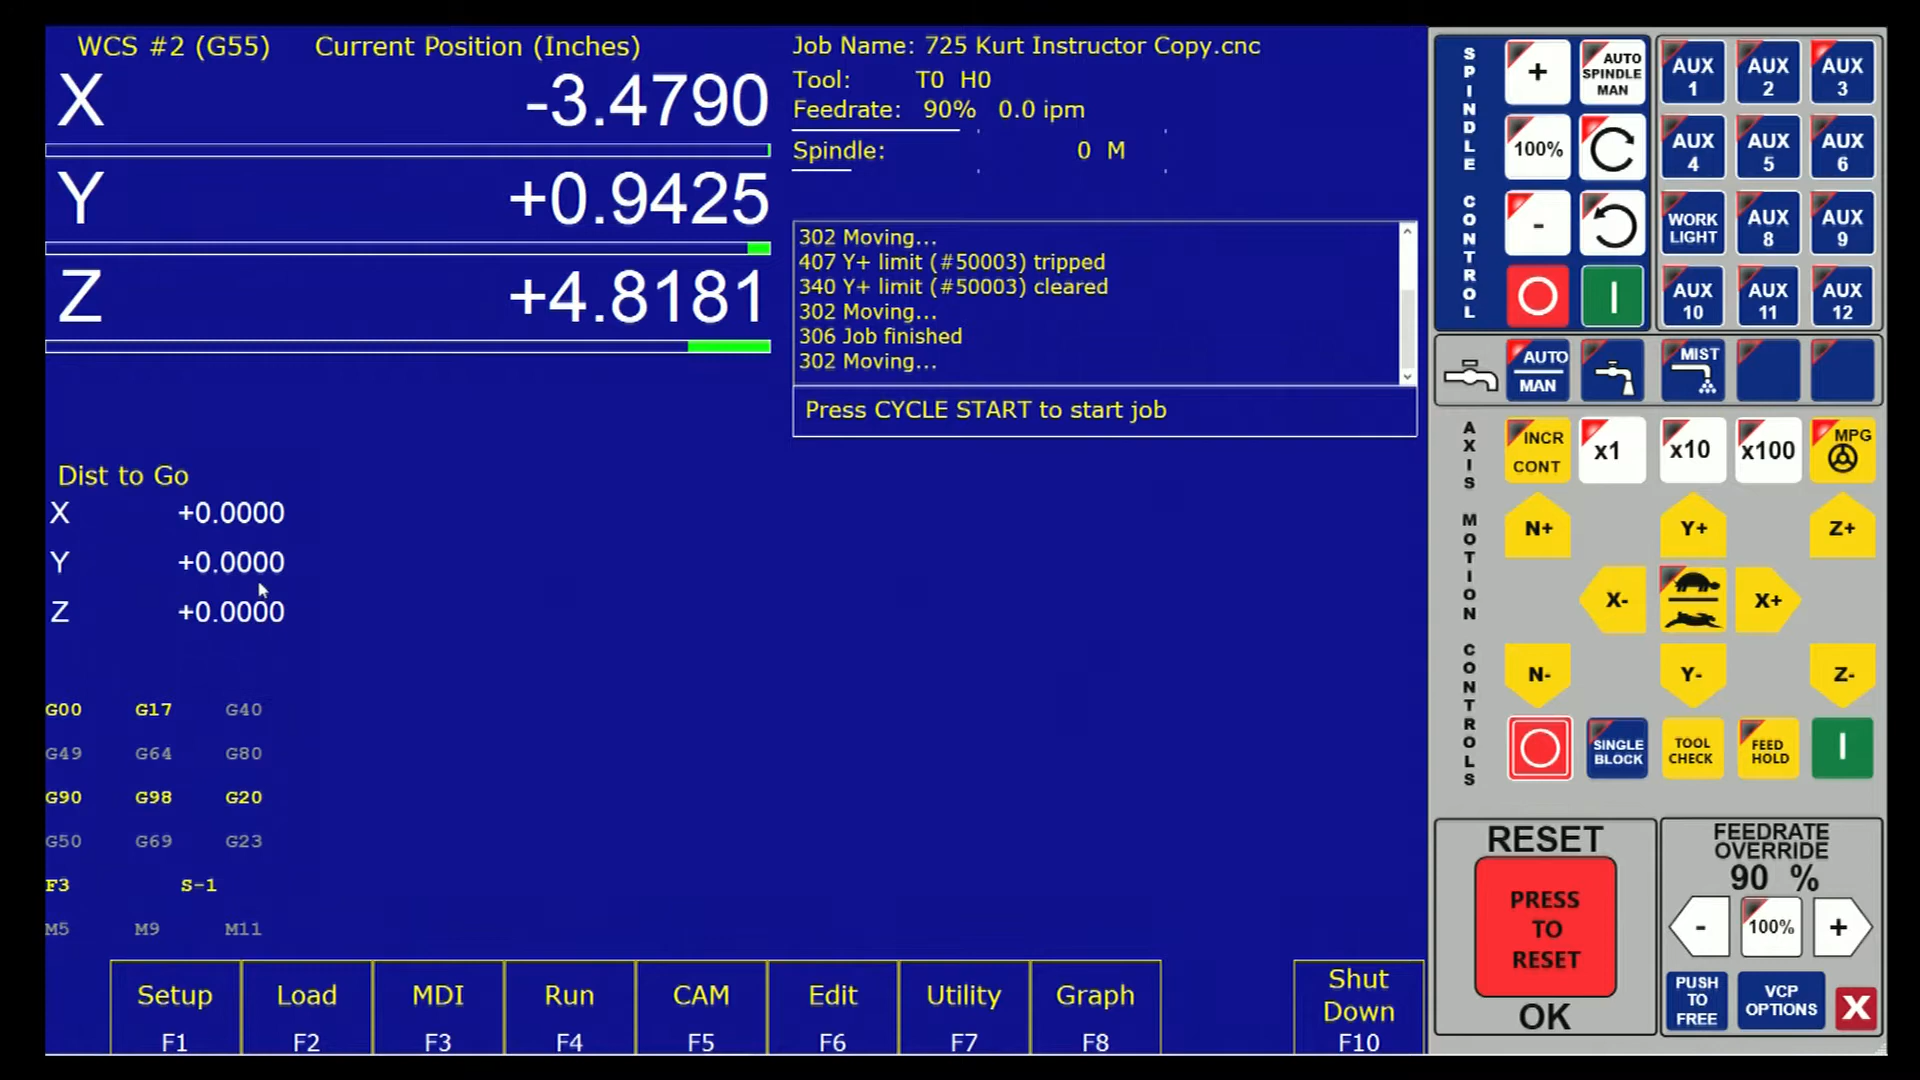 WCS #2 (G55) Current Position (Inches)
X -3.4790
Y +0.9425
Z +4.8181
Job Name: 725 Kurt Instructor Copy.cnc
Tool: T0 H0
Feedrate: 90% 0.0 ipm
Spindle: 0 M
302 Moving...
407 Y+ limit (#50003) tripped
340 Y+ limit (#50003) cleared
302 Moving...
306 Job finished
302 Moving...
Press CYCLE START to start job
Dist to Go
X +0.0000
Y +0.0000
Z +0.0000
G00 G17 G40
G49 G64 G80
G90 G98 G20
G50 G69 G23
F3 S-1
M5 M9 M11
Setup
F1
Load
F2
MDI
F3
Run
F4
CAM
F5
Edit
F6
Utility
F7
Graph
F8
Shut
Down
F10
SPINDLE CONTROL
+
AUTO
SPINDLE
MAN
100%
-
AUX
1
AUX
2
AUX
3
AUX
4
AUX
5
AUX
6
WORK
LIGHT
AUX
8
AUX
9
AUX
10
AUX
11
AUX
12
AUTO
MAN
MIST
AXIS MOTION CONTROLS
INCR
CONT
x1
x10
x100
MPG
N+
Y+
Z+
X-
X+
N-
Y-
Z-
SINGLE
BLOCK
TOOL
CHECK
FEED
HOLD
RESET
PRESS
TO
RESET
OK
FEEDRATE
OVERRIDE
90 %
-
100%
+
PUSH
TO
FREE
VCP
OPTIONS
X